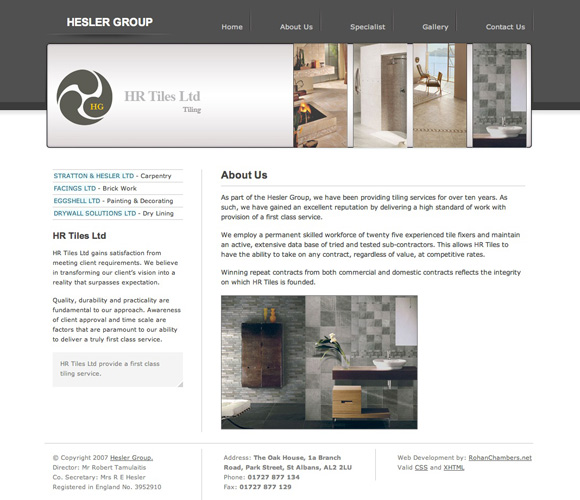 HESLER GROUP
Home
About Us
Specialist
Gallery
Contact Us
HG
HR Tiles Ltd
Tiling
STRATTON & HESLER LTD - Carpentry
FACINGS LTD - Brick Work
EGGSHELL LTD - Painting & Decorating
DRYWALL SOLUTIONS LTD - Dry Lining
HR Tiles Ltd
HR Tiles Ltd gains satisfaction from
meeting client requirements. We believe
in transforming our client's vision into a
reality that surpasses expectation.
Quality, durability and practicality are
fundamental to our approach. Awareness
of client approval and time scale are
factors that are paramount to our ability
to deliver a truly first class service.
HR Tiles Ltd provide a first class
tiling service.
About Us
As part of the Hesler Group, we have been providing tiling services for over ten years. As
such, we have gained an excellent reputation by delivering a high standard of work with
provision of a first class service.
We employ a permanent skilled workforce of twenty five experienced tile fixers and maintain
an active, extensive data base of tried and tested sub-contractors. This allows HR Tiles to
have the ability to take on any contract, regardless of value, at competitive rates.
Winning repeat contracts from both commercial and domestic contracts reflects the integrity
on which HR Tiles is founded.
© Copyright 2007 Hesler Group.
Director: Mr Robert Tamulaitis
Co. Secretary: Mrs R E Hesler
Registered in England No. 3952910
Address: The Oak House, 1a Branch
Road, Park Street, St Albans, AL2 2LU
Phone: 01727 877 134
Fax: 01727 877 129
Web Development by: RohanChambers.net
Valid CSS and XHTML